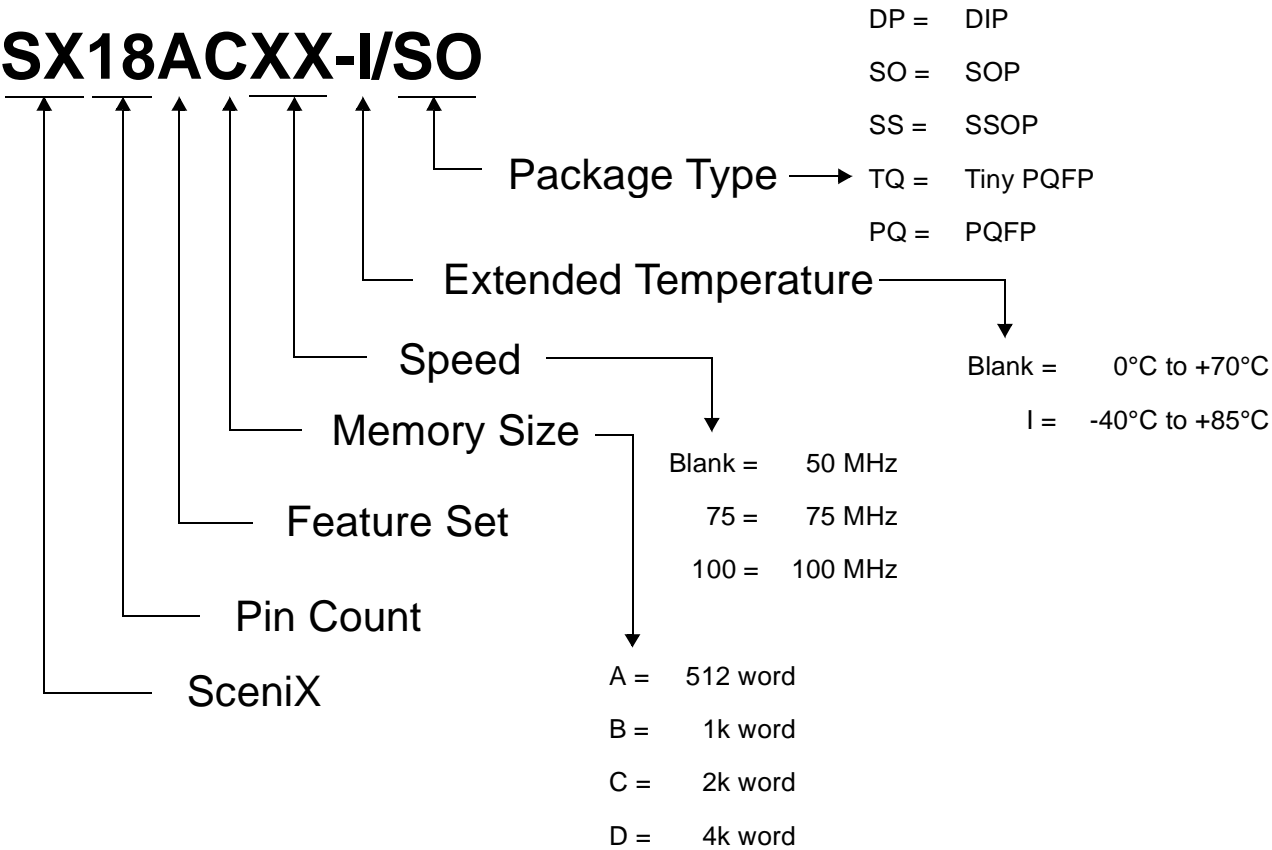 SX18ACXX-I/SO
DP = DIP
SO = SOP
SS = SSOP
TQ = Tiny PQFP
PQ = PQFP
Package Type
Extended Temperature
Blank = 0°C to +70°C
I = -40°C to +85°C
Speed
Blank = 50 MHz
75 = 75 MHz
100 = 100 MHz
Memory Size
A = 512 word
B = 1k word
C = 2k word
D = 4k word
Feature Set
Pin Count
SceniX